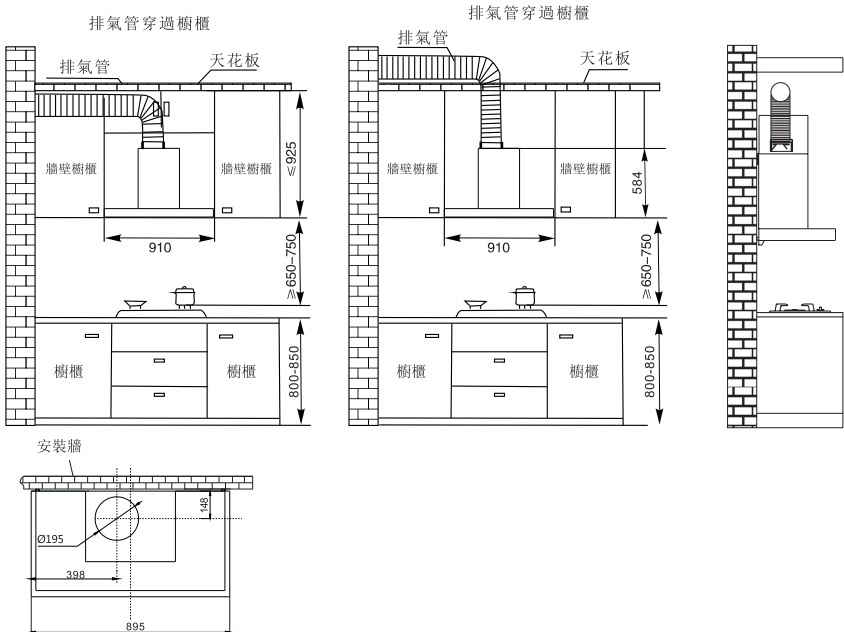 排氣管穿過櫥櫃
排氣管
天花板
牆壁櫥櫃
牆壁櫥櫃
≤925
910
≥650-750
櫥櫃
櫥櫃
800-850
排氣管穿過櫥櫃
排氣管
天花板
牆壁櫥櫃
牆壁櫥櫃
584
910
≥650-750
櫥櫃
櫥櫃
800-850
安裝牆
148
Ø195
398
895